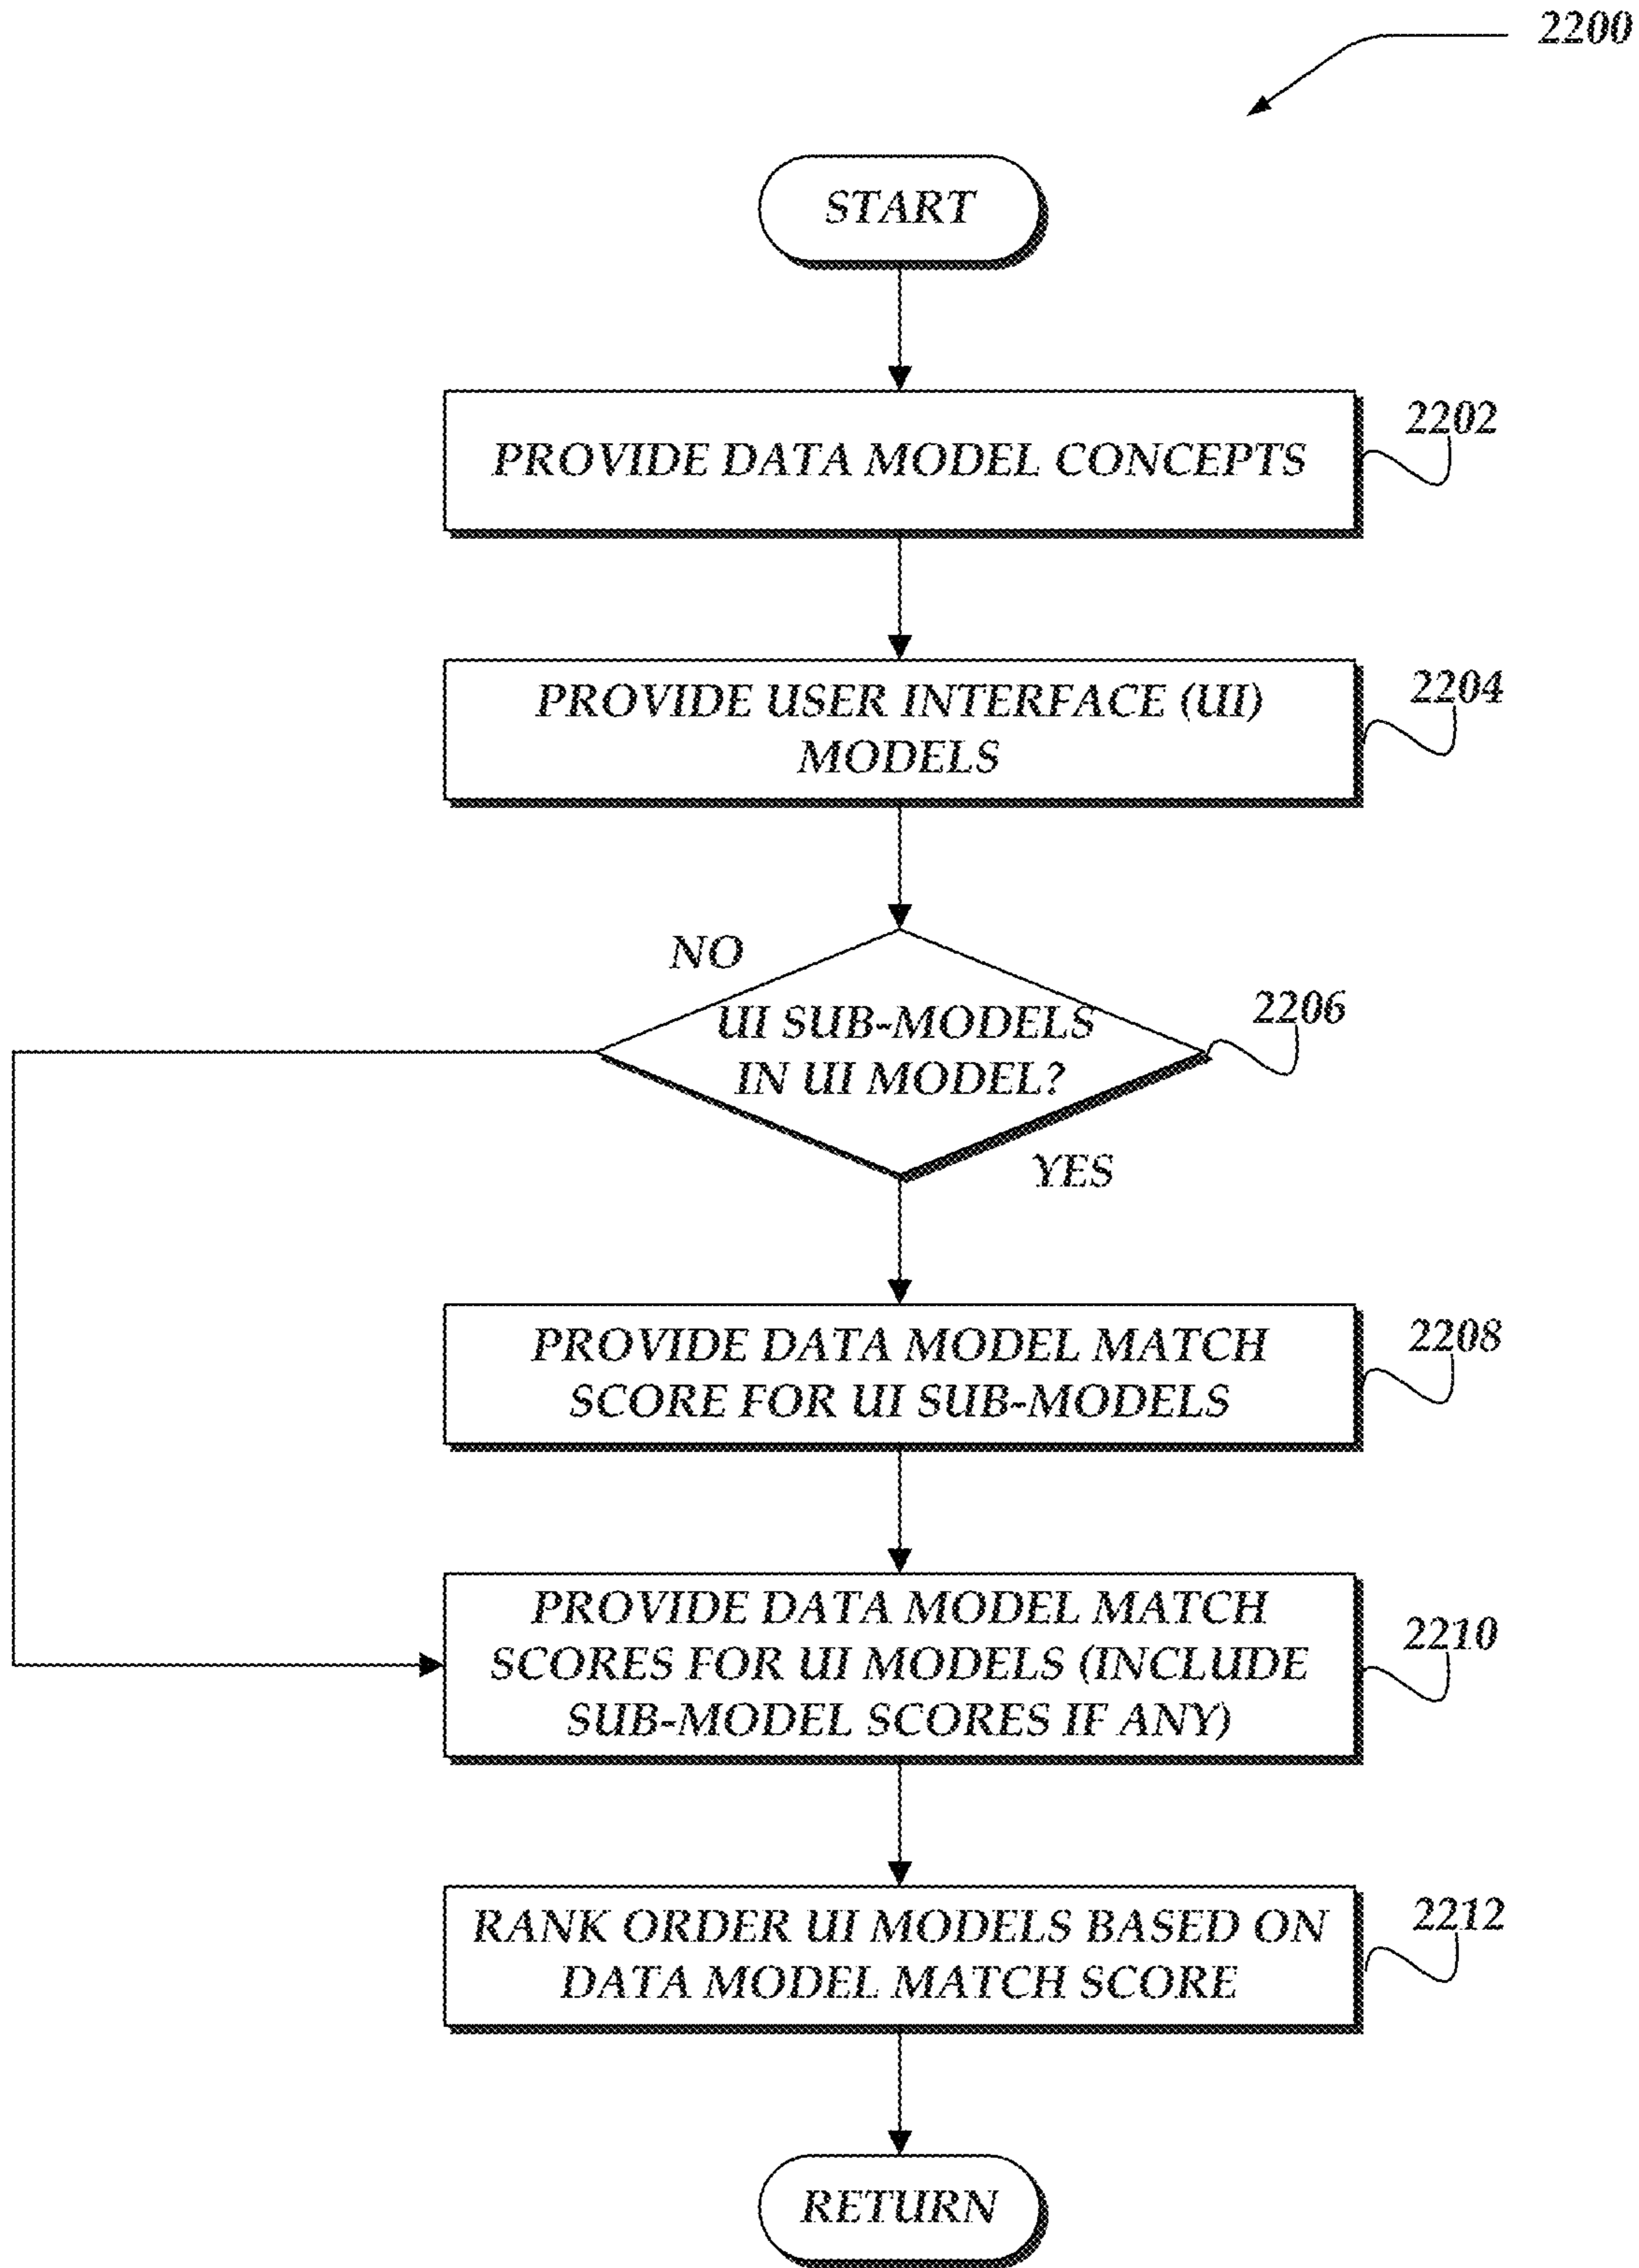 2200
START
PROVIDE DATA MODEL CONCEPTS
2202
PROVIDE USER INTERFACE (UI)
MODELS
2204
NO
UI SUB-MODELS
IN UI MODEL?
2206
YES
PROVIDE DATA MODEL MATCH
SCORE FOR UI SUB-MODELS
2208
PROVIDE DATA MODEL MATCH
SCORES FOR UI MODELS (INCLUDE
SUB-MODEL SCORES IF ANY)
2210
RANK ORDER UI MODELS BASED ON
DATA MODEL MATCH SCORE
2212
RETURN